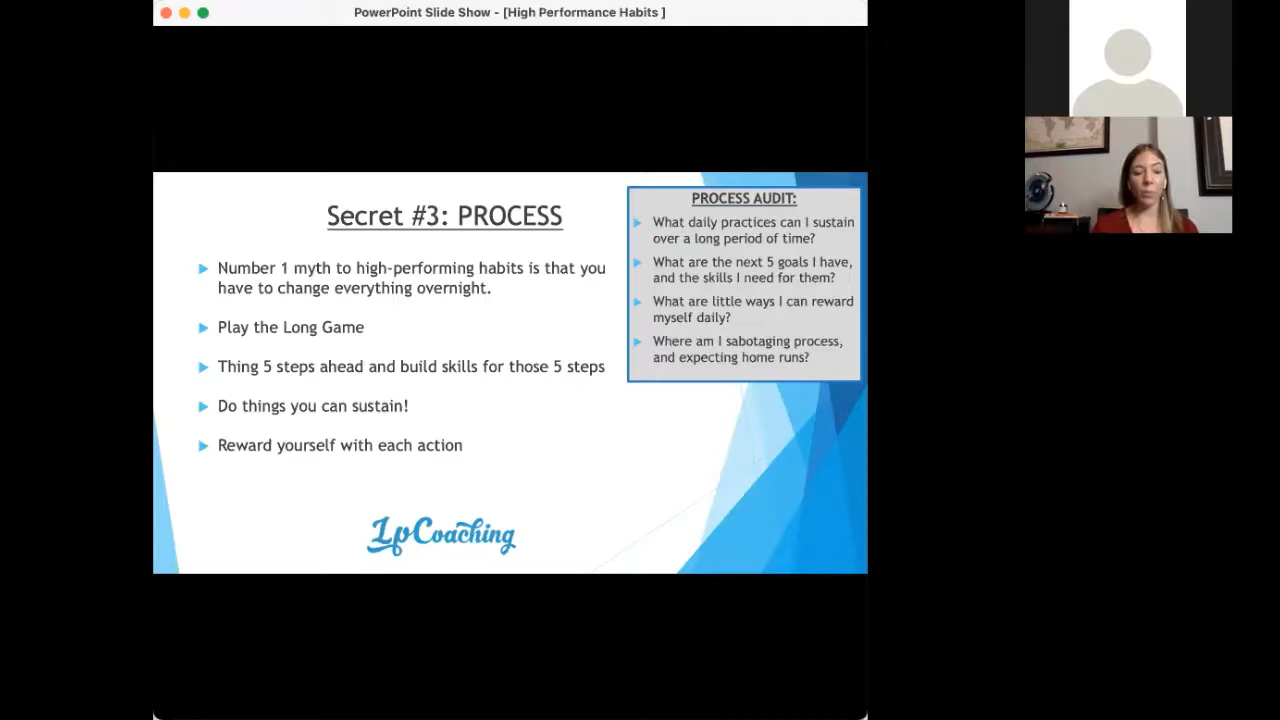 PowerPoint Slide Show - [High Performance Habits ]
Secret #3: PROCESS
Number 1 myth to high-performing habits is that you
have to change everything overnight.
Play the Long Game
Thing 5 steps ahead and build skills for those 5 steps
Do things you can sustain!
Reward yourself with each action
LpCoaching
PROCESS AUDIT:
What daily practices can I sustain
over a long period of time?
What are the next 5 goals I have,
and the skills I need for them?
What are little ways I can reward
myself daily?
Where am I sabotaging process,
and expecting home runs?